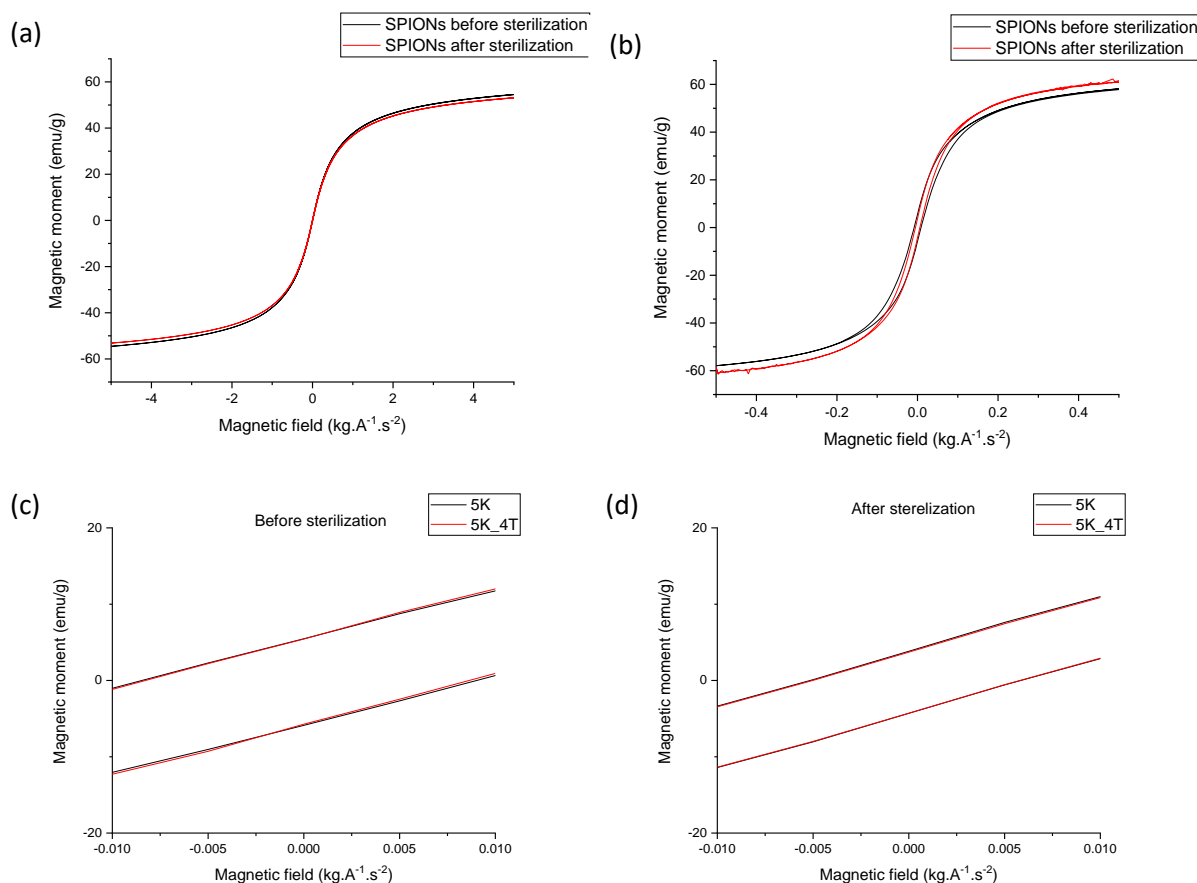 (a)
SPIONs before sterilization
SPIONs after sterilization
60
40
20
0
-20
-40
-60
Magnetic moment (emu/g)
-4
-2
0
2
4
Magnetic field (kg.A⁻¹.s⁻²)
(b)
SPIONs before sterilization
SPIONs after sterilization
60
40
20
0
-20
-40
-60
Magnetic moment (emu/g)
-0.4
-0.2
0.0
0.2
0.4
Magnetic field (kg.A⁻¹.s⁻²)
(c)
Before sterilization
5K
5K_4T
20
0
-20
Magnetic moment (emu/g)
-0.010
-0.005
0.000
0.005
0.010
Magnetic field (kg.A⁻¹.s⁻²)
(d)
After sterelization
5K
5K_4T
20
0
-20
Magnetic moment (emu/g)
-0.010
-0.005
0.000
0.005
0.010
Magnetic field (kg.A⁻¹.s⁻²)